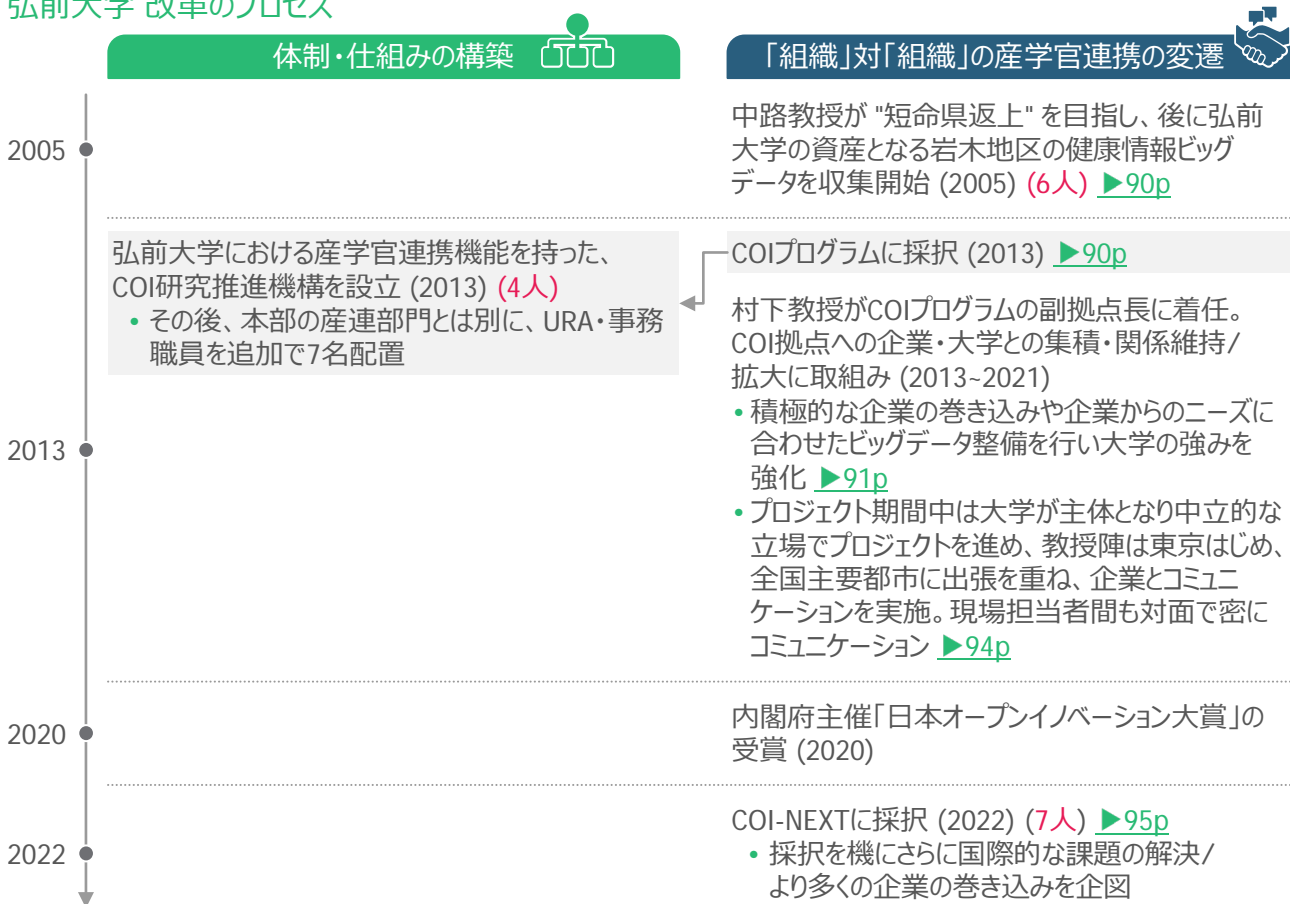 弘前大学 改革のプロセス
体制・仕組みの構築
「組織」対「組織」の産学官連携の変遷
2005
中路教授が "短命県返上" を目指し、後に弘前
大学の資産となる岩木地区の健康情報ビッグ
データを収集開始 (2005) (6人) ▶90p
弘前大学における産学官連携機能を持った、
COI研究推進機構を設立 (2013) (4人)
• その後、本部の産連部門とは別に、URA・事務
職員を追加で7名配置
2013
COIプログラムに採択 (2013) ▶90p
村下教授がCOIプログラムの副拠点長に着任。
COI拠点への企業・大学との集積・関係維持/
拡大に取組み (2013~2021)
• 積極的な企業の巻き込みや企業からのニーズに
合わせたビッグデータ整備を行い大学の強みを
強化 ▶91p
• プロジェクト期間中は大学が主体となり中立的な
立場でプロジェクトを進め、教授陣は東京はじめ、
全国主要都市に出張を重ね、企業とコミュニ
ケーションを実施。現場担当者間も対面で密に
コミュニケーション ▶94p
2020
内閣府主催「日本オープンイノベーション大賞」の
受賞 (2020)
2022
COI-NEXTに採択 (2022) (7人) ▶95p
• 採択を機にさらに国際的な課題の解決/
より多くの企業の巻き込みを企図